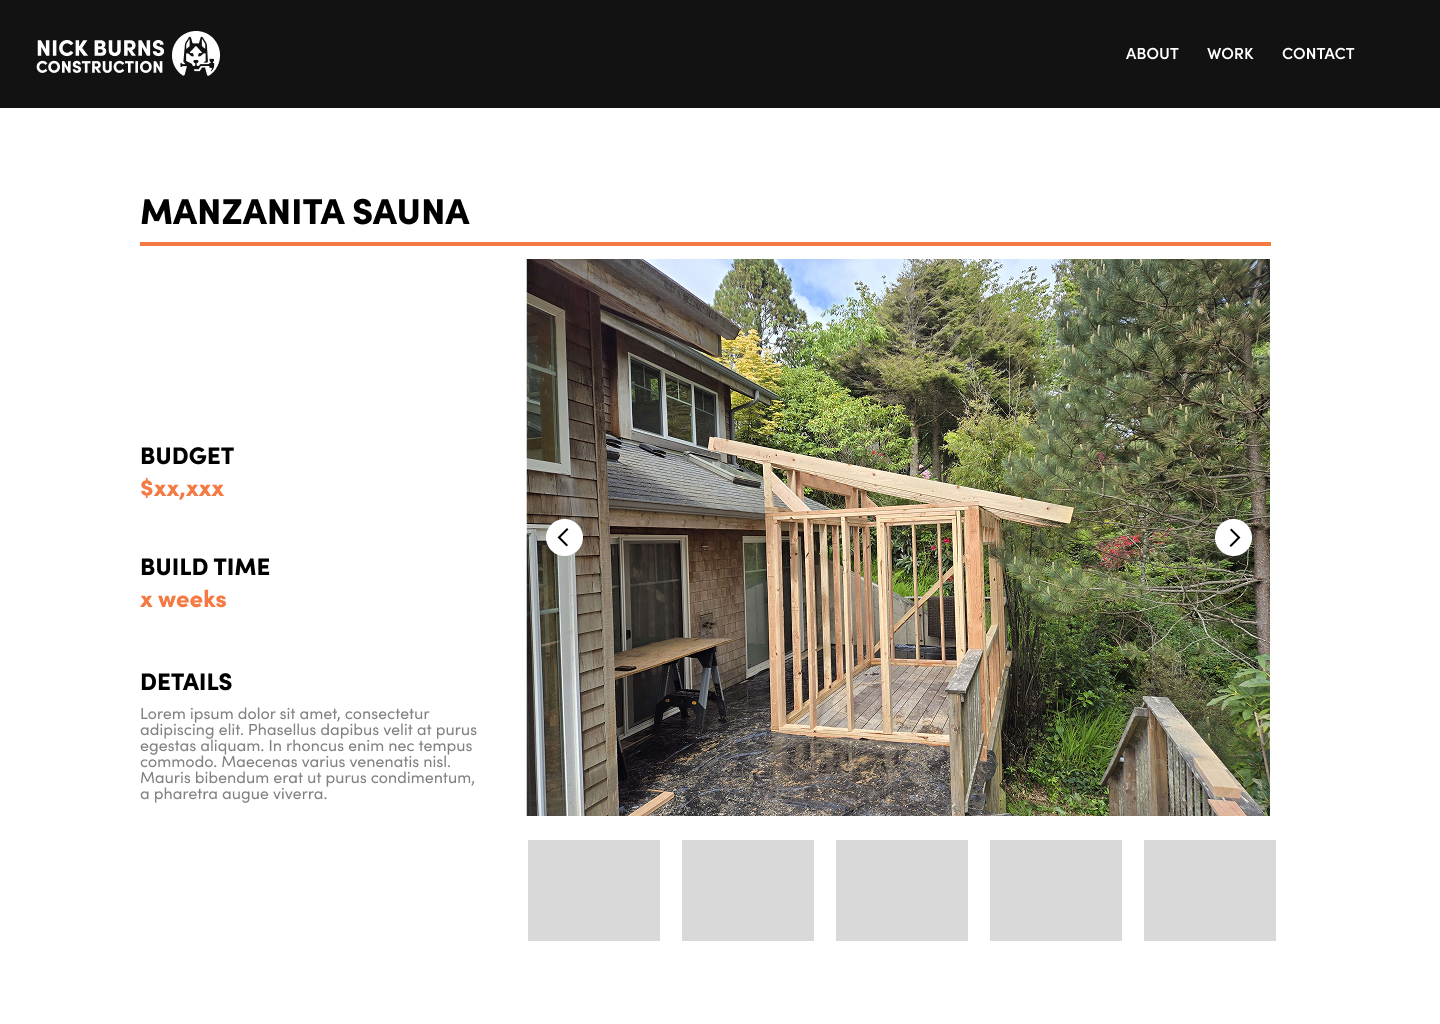 NICK BURNS
CONSTRUCTION
ABOUT WORK CONTACT
MANZANITA SAUNA
BUDGET
$xx,xxx
BUILD TIME
x weeks
DETAILS
Lorem ipsum dolor sit amet, consectetur
adipiscing elit. Phasellus dapibus velit at purus
egestas aliquam. In rhoncus enim nec tempus
commodo. Maecenas varius venenatis nisl.
Mauris bibendum erat ut purus condimentum,
a pharetra augue viverra.